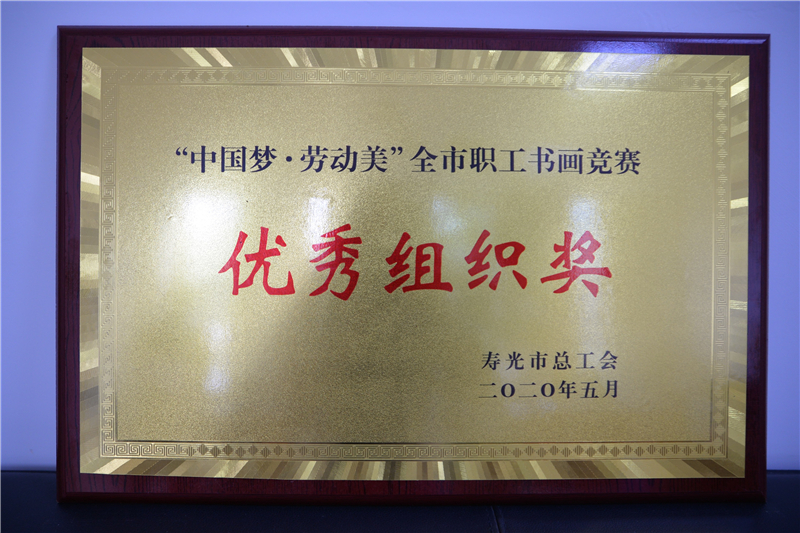 “中国梦·劳动美”全市职工书画竞赛
优秀组织奖
寿光市总工会
二〇二〇年五月